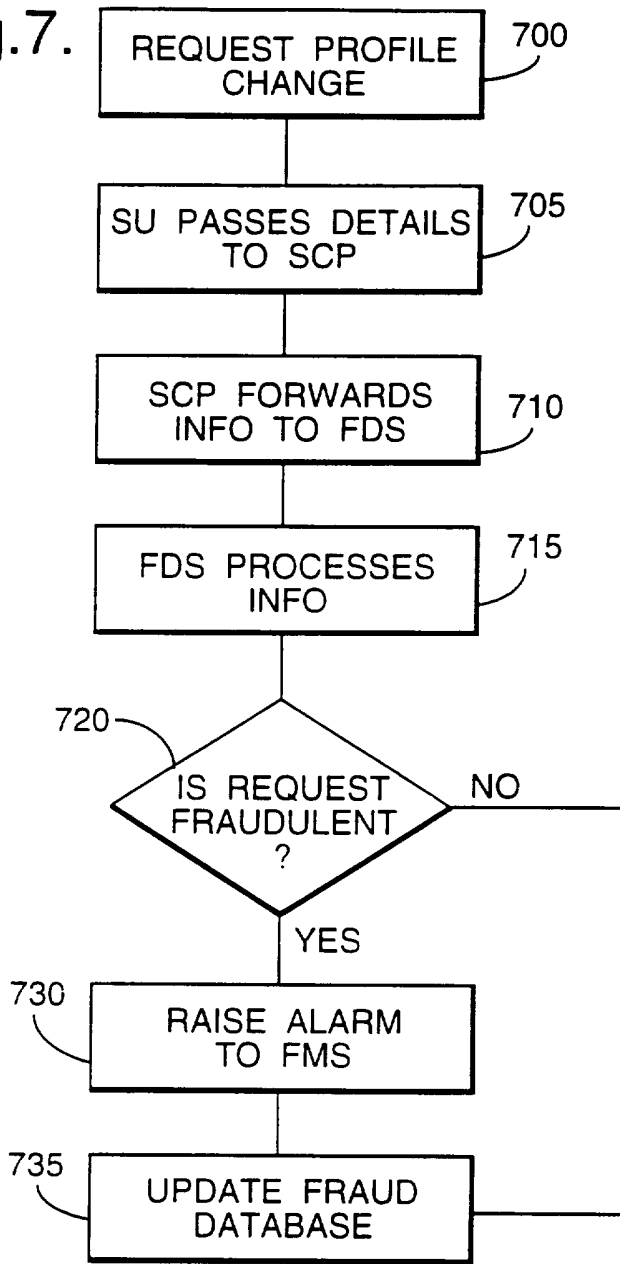 g.7.
REQUEST PROFILE
CHANGE
700
SU PASSES DETAILS
TO SCP
705
SCP FORWARDS
INFO TO FDS
710
FDS PROCESSES
INFO
715
720
IS REQUEST
FRAUDULENT
?
NO
YES
730
RAISE ALARM
TO FMS
735
UPDATE FRAUD
DATABASE